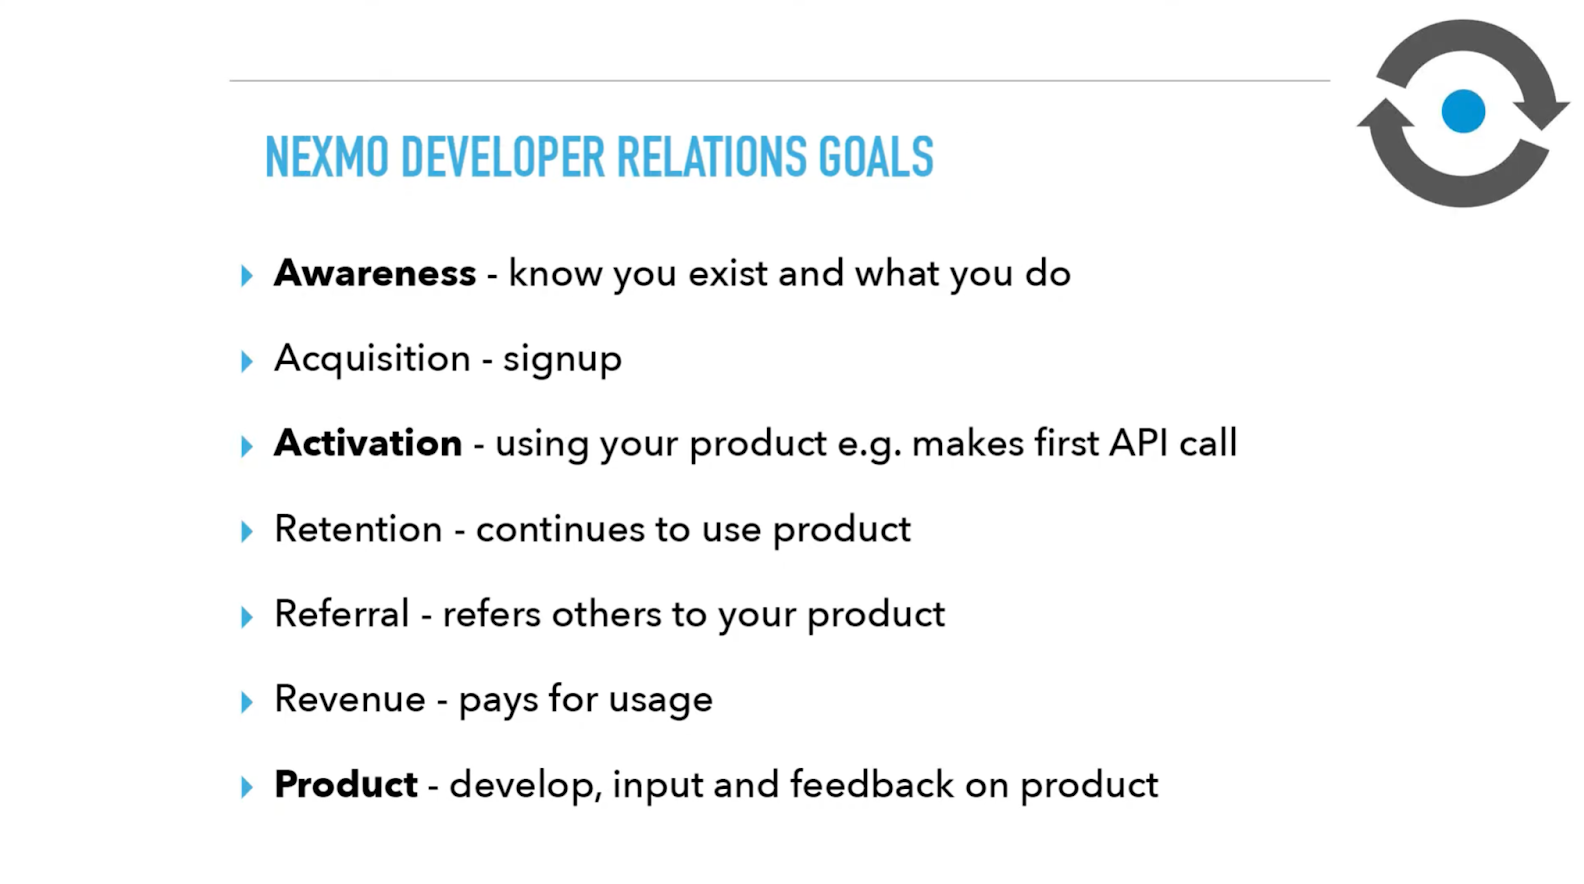 NEXMO DEVELOPER RELATIONS GOALS
Awareness - know you exist and what you do
Acquisition - signup
Activation - using your product e.g. makes first API call
Retention - continues to use product
Referral - refers others to your product
Revenue - pays for usage
Product - develop, input and feedback on product